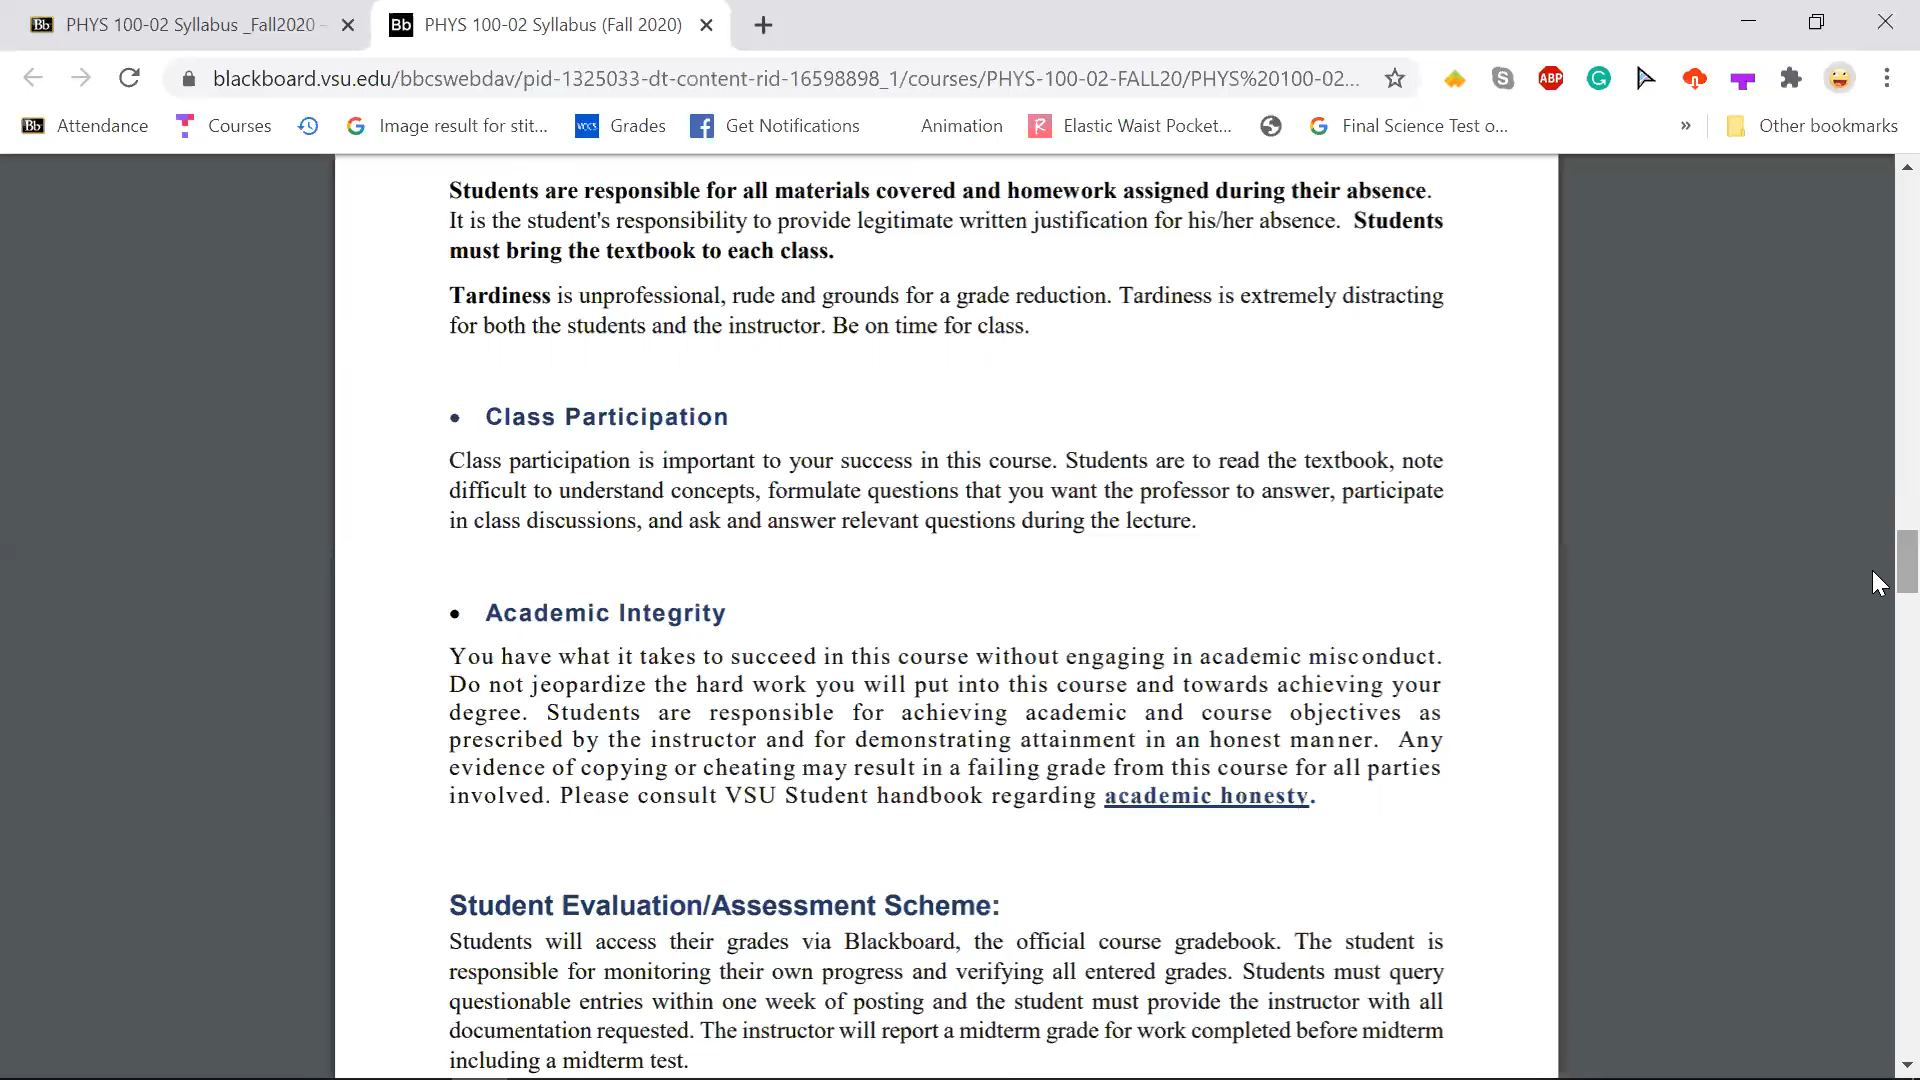 Bb PHYS 100-02 Syllabus _Fall2020 -
Bb PHYS 100-02 Syllabus (Fall 2020)
blackboard.vsu.edu/bbcswebdav/pid-1325033-dt-content-rid-16598898_1/courses/PHYS-100-02-FALL20/PHYS%20100-02...
ABP
Bb Attendance
Courses
Image result for stit...
VCCS Grades
Get Notifications
Animation
R Elastic Waist Pocket...
Final Science Test o...
» Other bookmarks
Students are responsible for all materials covered and homework assigned during their absence.
It is the student's responsibility to provide legitimate written justification for his/her absence. Students
must bring the textbook to each class.
Tardiness is unprofessional, rude and grounds for a grade reduction. Tardiness is extremely distracting
for both the students and the instructor. Be on time for class.
• Class Participation
Class participation is important to your success in this course. Students are to read the textbook, note
difficult to understand concepts, formulate questions that you want the professor to answer, participate
in class discussions, and ask and answer relevant questions during the lecture.
• Academic Integrity
You have what it takes to succeed in this course without engaging in academic misconduct.
Do not jeopardize the hard work you will put into this course and towards achieving your
degree. Students are responsible for achieving academic and course objectives as
prescribed by the instructor and for demonstrating attainment in an honest manner. Any
evidence of copying or cheating may result in a failing grade from this course for all parties
involved. Please consult VSU Student handbook regarding academic honesty.
Student Evaluation/Assessment Scheme:
Students will access their grades via Blackboard, the official course gradebook. The student is
responsible for monitoring their own progress and verifying all entered grades. Students must query
questionable entries within one week of posting and the student must provide the instructor with all
documentation requested. The instructor will report a midterm grade for work completed before midterm
including a midterm test.